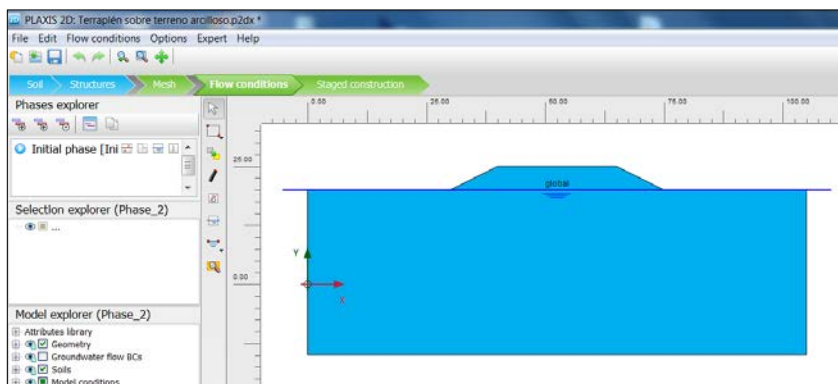 PLAXIS 2D: Terraplén sobre terreno arcilloso.p2dx *
File Edit Flow conditions Options Expert Help
Soil Structures Mesh Flow conditions Staged construction
Phases explorer
Initial phase [Ini
Selection explorer (Phase_2)
...
Model explorer (Phase_2)
Attributes library
Geometry
Groundwater flow BCs
Soils
Model conditions
0.00 25.00 50.00 75.00 100.00
25.00
global
Y
0.00
X